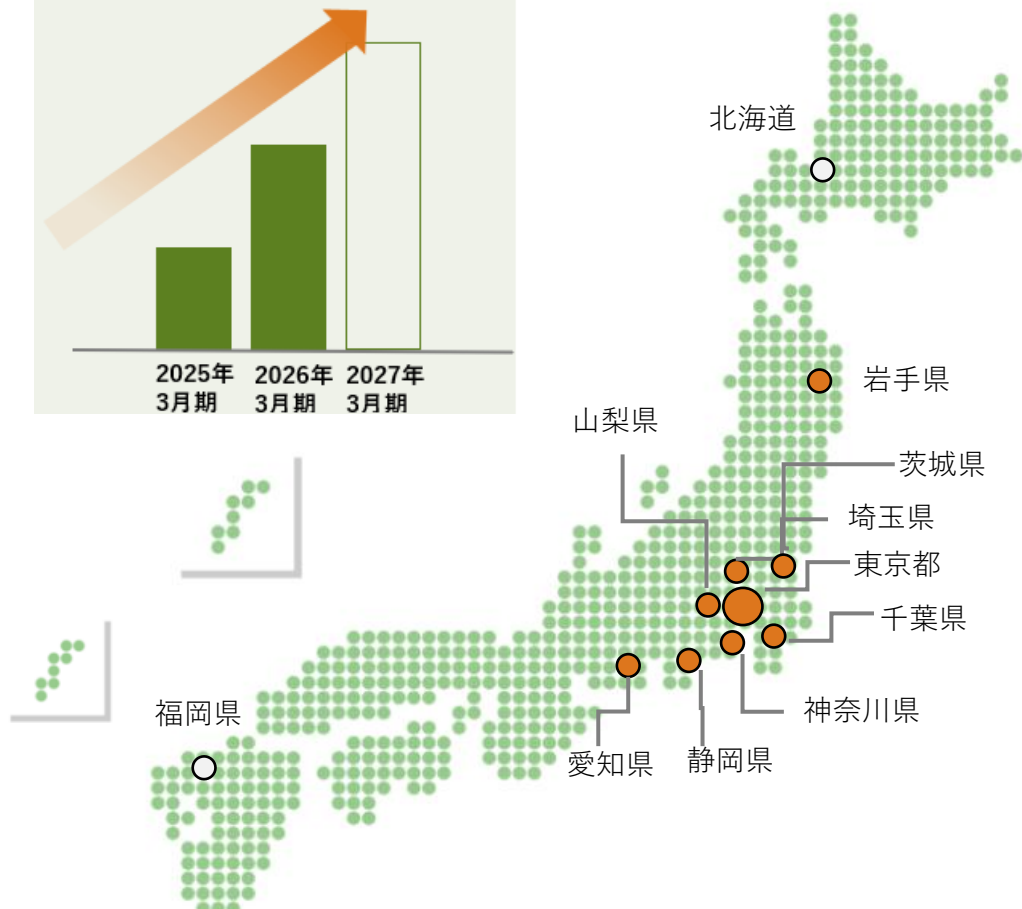 2025年
3月期
2026年
3月期
2027年
3月期
北海道
岩手県
山梨県
茨城県
埼玉県
東京都
千葉県
神奈川県
静岡県
愛知県
福岡県